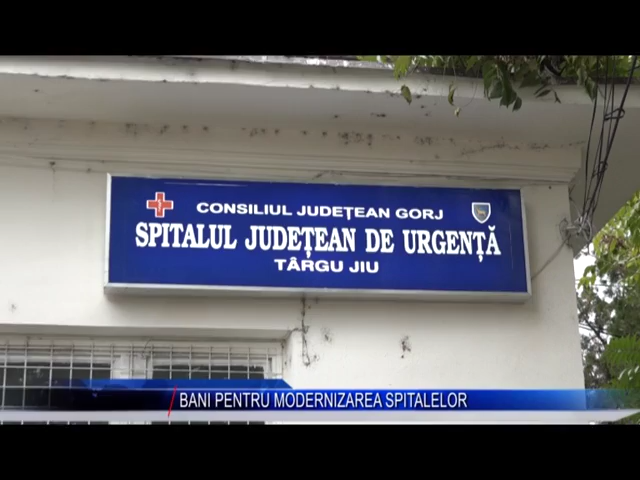 CONSILIUL JUDEȚEAN GORJ
SPITALUL JUDEȚEAN DE URGENȚĂ
TÂRGU JIU
BANI PENTRU MODERNIZAREA SPITALELOR